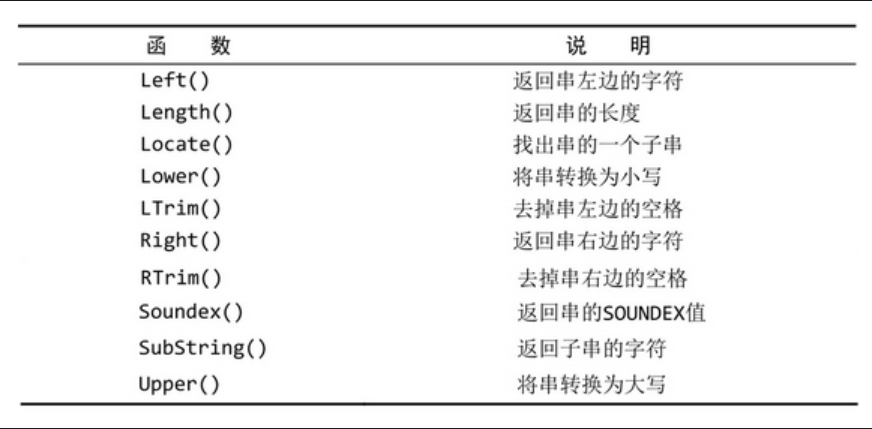 函 数 说 明
Left() 返回串左边的字符
Length() 返回串的长度
Locate() 找出串的一个子串
Lower() 将串转换为小写
LTrim() 去掉串左边的空格
Right() 返回串右边的字符
RTrim() 去掉串右边的空格
Soundex() 返回串的SOUNDEX值
SubString() 返回子串的字符
Upper() 将串转换为大写